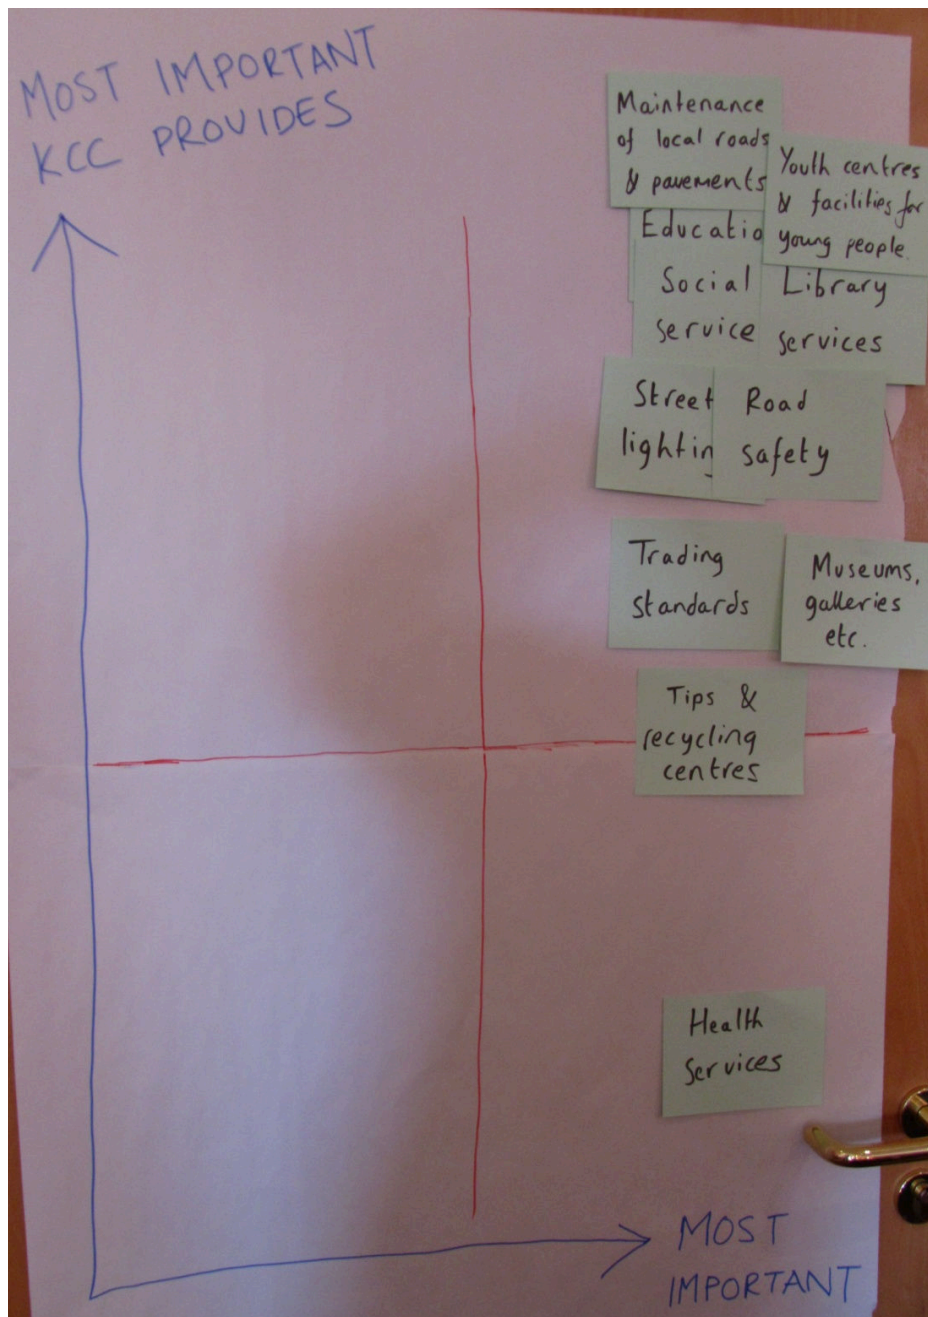 MOST IMPORTANT
KCC PROVIDES
Maintenance
of local roads
& pavements
Youth centres
& facilities for
young people.
Educatio
Social
service
Library
services
Street
lightin
Road
safety
Trading
standards
Museums,
galleries
etc.
Tips &
recycling
centres
Health
Services
MOST
IMPORTANT